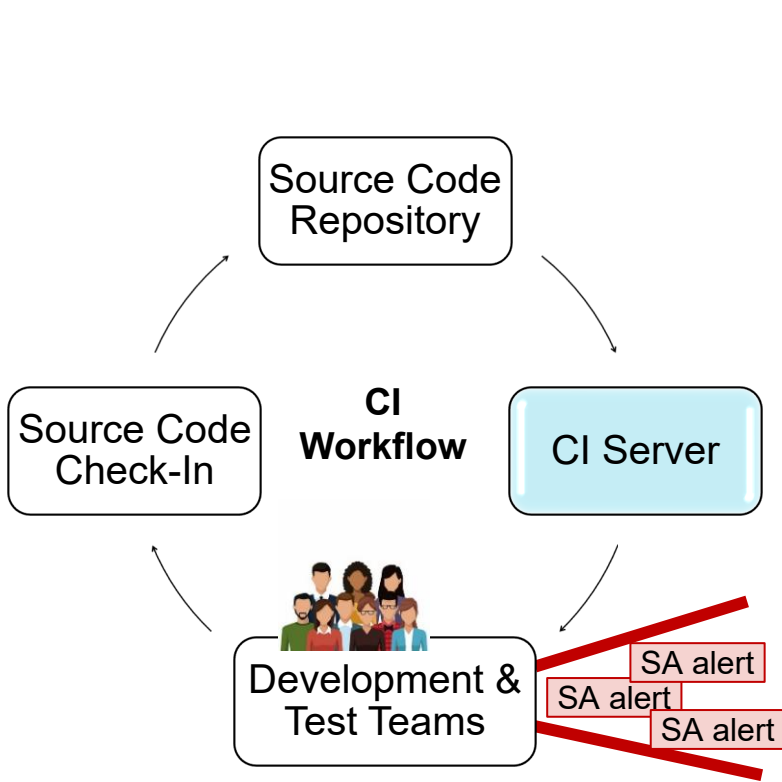 Source Code
Repository
CI
Workflow
Source Code
Check-In
CI Server
Development &
Test Teams
SA alert
SA alert
SA alert